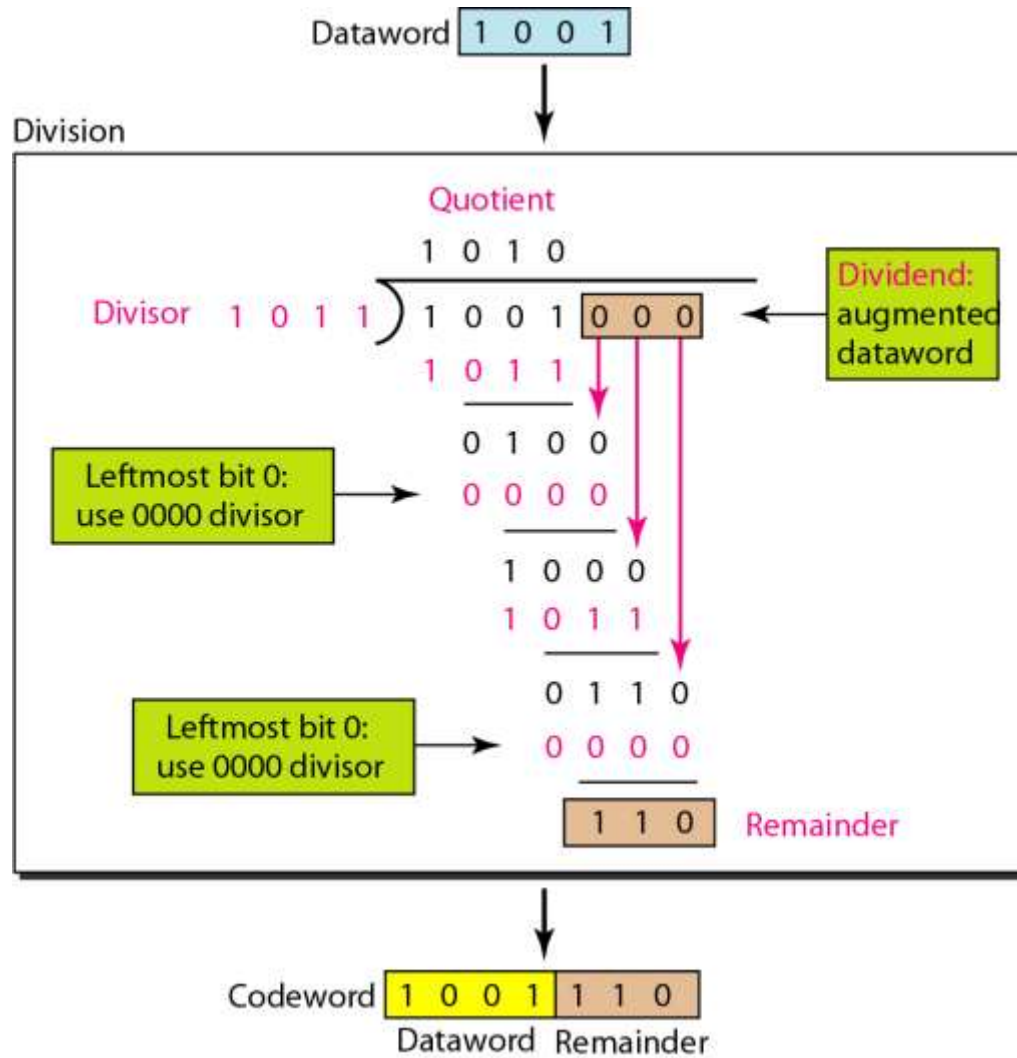 Dataword 1 0 0 1
Division
Quotient
1 0 1 0
Divisor 1 0 1 1 1 0 0 1 0 0 0
Dividend:
augmented
dataword
1 0 1 1
0 1 0 0
Leftmost bit 0:
use 0000 divisor
0 0 0 0
1 0 0 0
1 0 1 1
0 1 1 0
Leftmost bit 0:
use 0000 divisor
0 0 0 0
1 1 0 Remainder
Codeword 1 0 0 1 1 1 0
Dataword Remainder